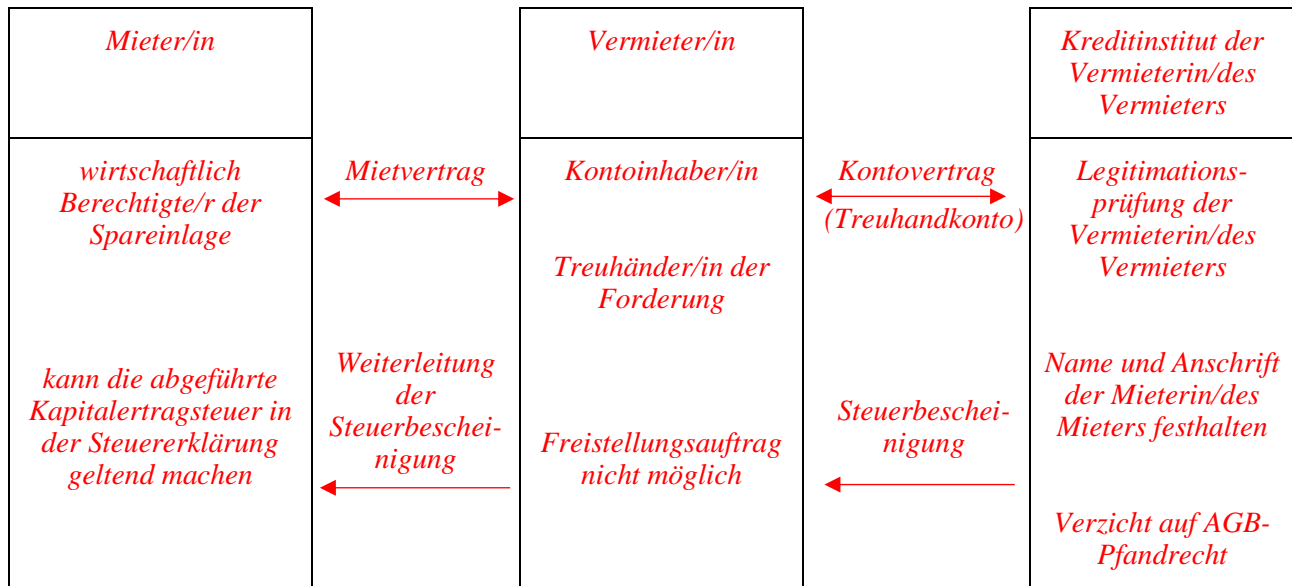 Mieter/in
Vermieter/in
Kreditinstitut der
Vermieterin/des
Vermieters
wirtschaftlich
Berechtigte/r der
Spareinlage
kann die abgeführte
Kapitalertragsteuer in
der Steuererklärung
geltend machen
Mietvertrag
Weiterleitung
der
Steuerbeschei-
nigung
Kontoinhaber/in
Treuhänder/in der
Forderung
Freistellungsauftrag
nicht möglich
Kontovertrag
(Treuhandkonto)
Steuerbeschei-
nigung
Legitimations-
prüfung der
Vermieterin/des
Vermieters
Name und Anschrift
der Mieterin/des
Mieters festhalten
Verzicht auf AGB-
Pfandrecht